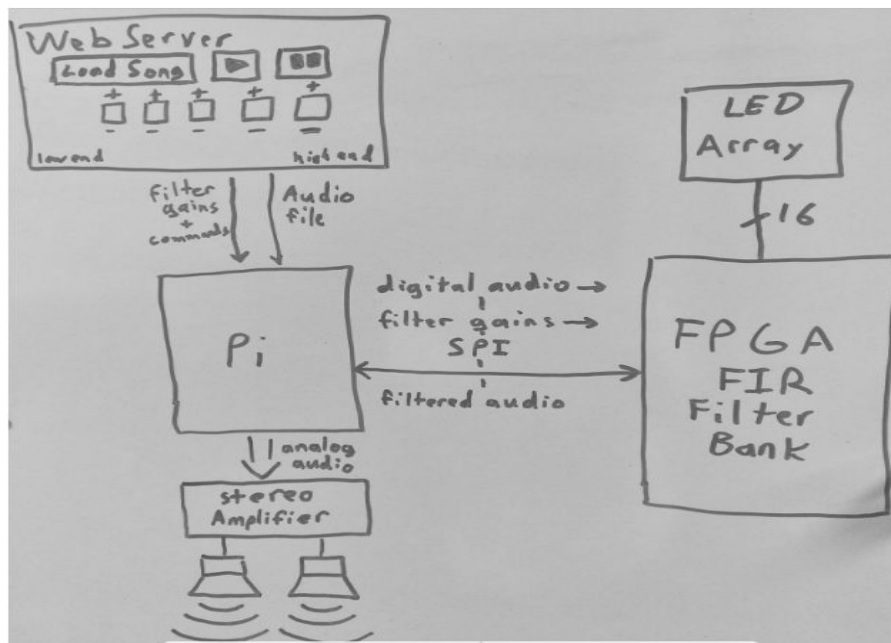 Web Server
Load Song
+ + + + +
- - - - -
low end
high end
filter
gains
+
commands
Audio
file
LED
Array
16
Pi
digital audio →
filter gains →
SPI
filtered audio
FPGA
FIR
Filter
Bank
analog
audio
stereo
Amplifier